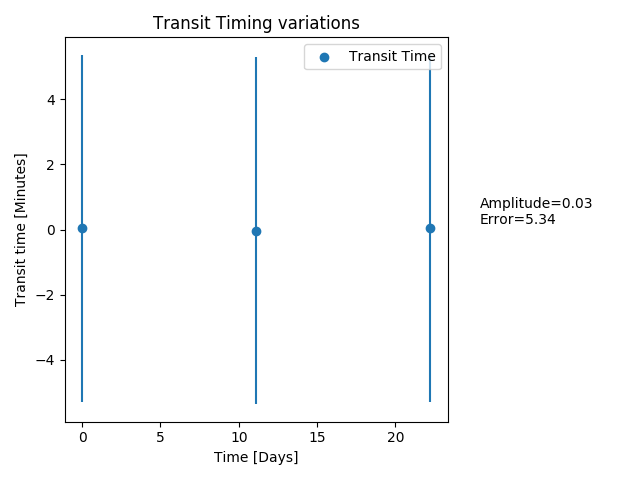 Transit Timing variations
Transit Time
4
2
0
−2
−4
Transit time [Minutes]
0
5
10
15
20
Time [Days]
Amplitude=0.03
Error=5.34